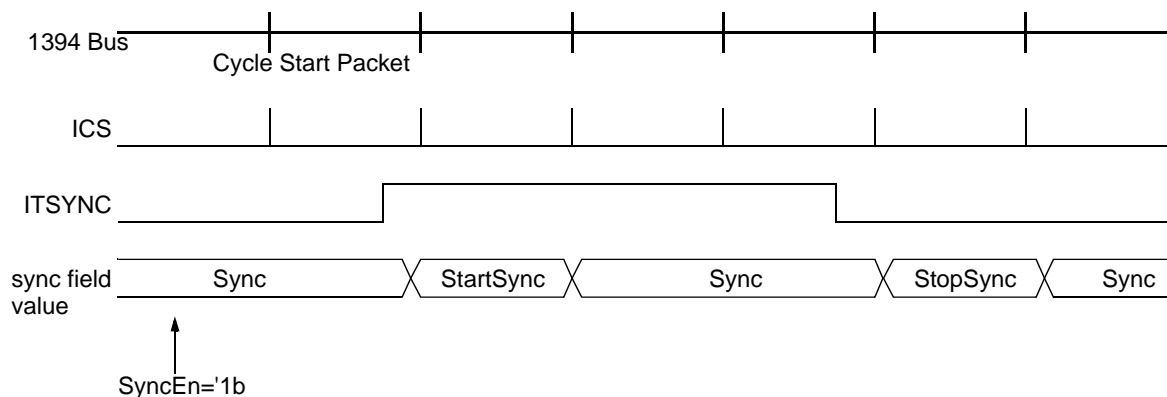 1394 Bus
Cycle Start Packet
ICS
ITSYNC
sync field
value
Sync
StartSync
Sync
StopSync
Sync
SyncEn='1b